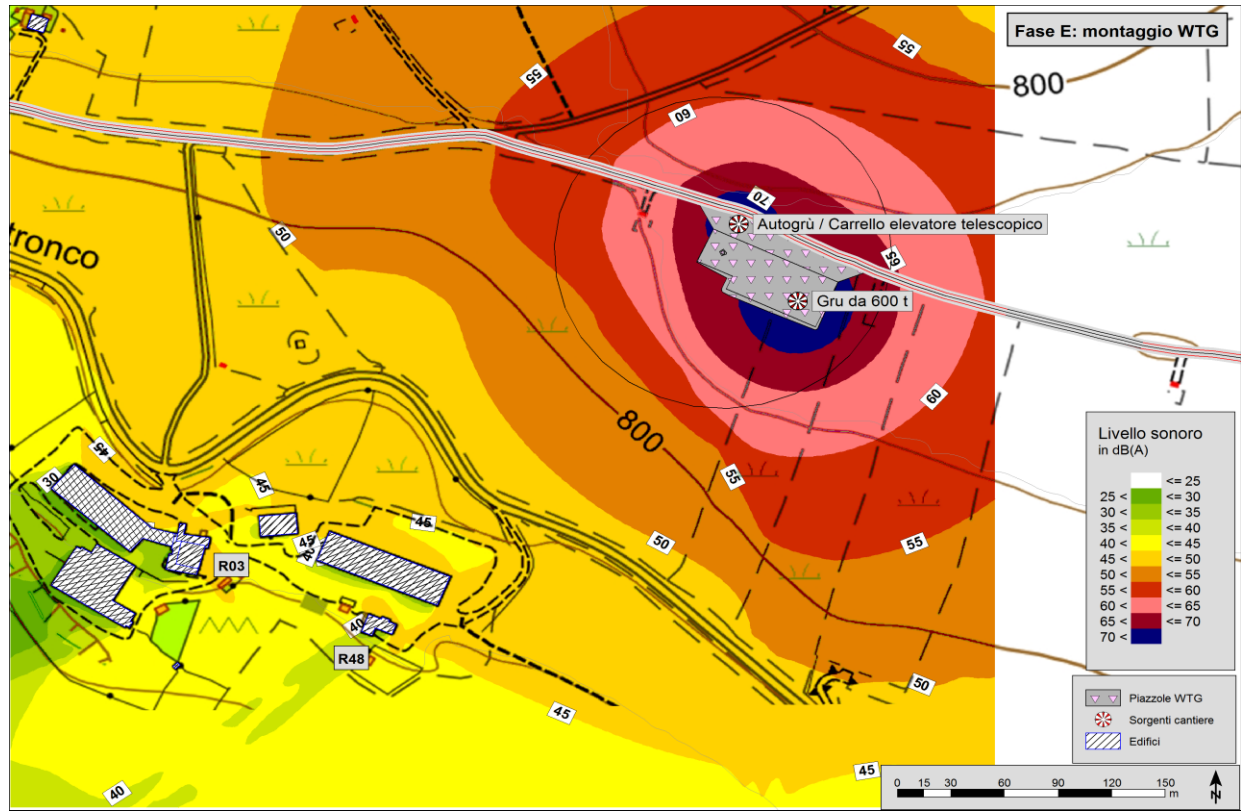 Fase E: montaggio WTG
55
800
55
60
50
tronco
70
Autogrù / Carrello elevatore telescopico
65
Gru da 600 t
60
800
55
45
30
45
45
45
42
50
55
R03
40
R48
50
45
45
40
Livello sonoro
in dB(A)
<= 25
25 < <= 30
30 < <= 35
35 < <= 40
40 < <= 45
45 < <= 50
50 < <= 55
55 < <= 60
60 < <= 65
65 < <= 70
70 <
Piazzole WTG
Sorgenti cantiere
Edifici
0 15 30 60 90 120 150
m
N